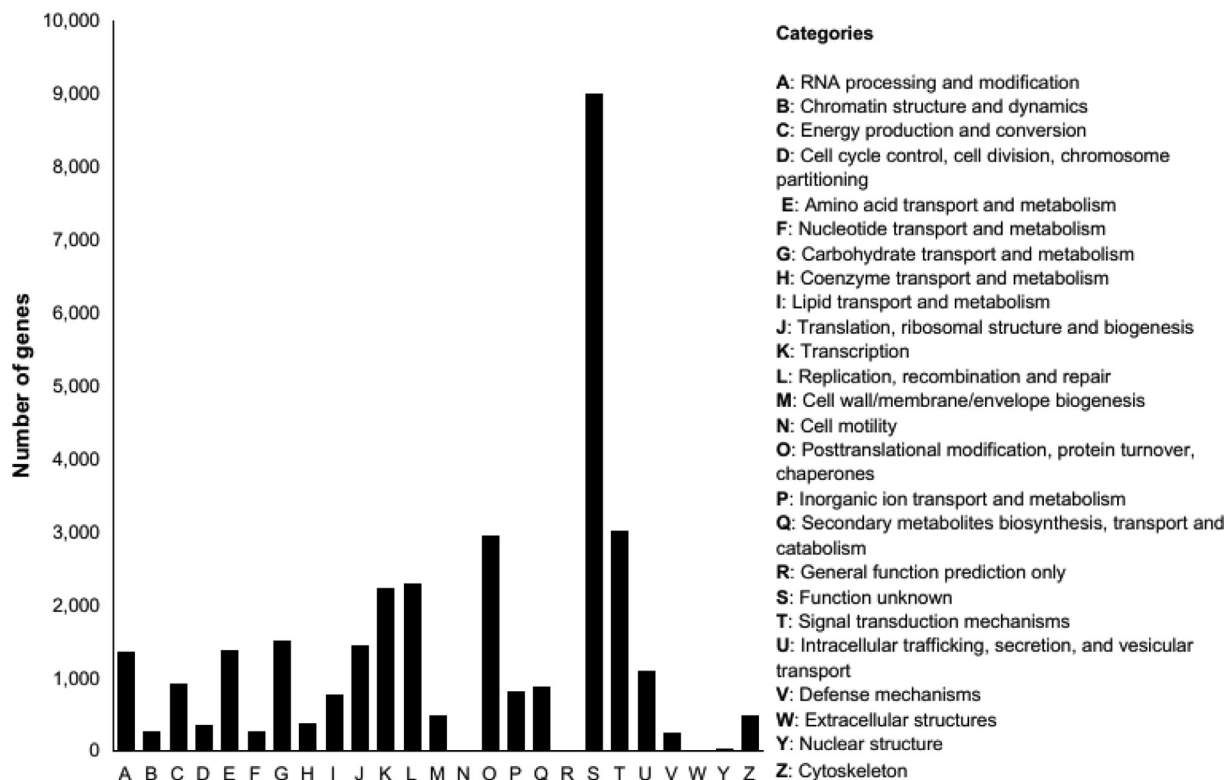 10,000
9,000
8,000
7,000
6,000
5,000
4,000
3,000
2,000
1,000
0
Number of genes
A B C D E F G H I J K L M N O P Q R S T U V W Y Z
Categories
A: RNA processing and modification
B: Chromatin structure and dynamics
C: Energy production and conversion
D: Cell cycle control, cell division, chromosome
partitioning
E: Amino acid transport and metabolism
F: Nucleotide transport and metabolism
G: Carbohydrate transport and metabolism
H: Coenzyme transport and metabolism
I: Lipid transport and metabolism
J: Translation, ribosomal structure and biogenesis
K: Transcription
L: Replication, recombination and repair
M: Cell wall/membrane/envelope biogenesis
N: Cell motility
O: Posttranslational modification, protein turnover,
chaperones
P: Inorganic ion transport and metabolism
Q: Secondary metabolites biosynthesis, transport and
catabolism
R: General function prediction only
S: Function unknown
T: Signal transduction mechanisms
U: Intracellular trafficking, secretion, and vesicular
transport
V: Defense mechanisms
W: Extracellular structures
Y: Nuclear structure
Z: Cytoskeleton